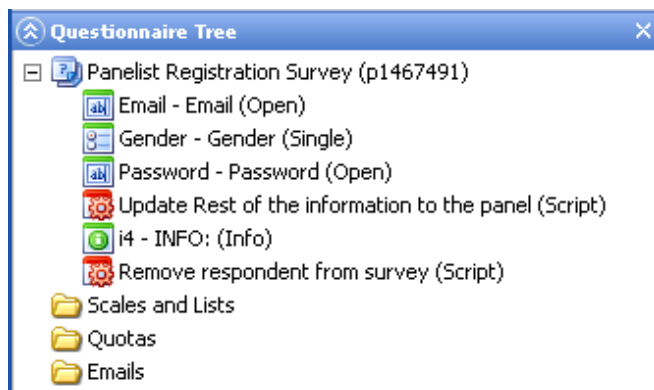 Questionnaire Tree
Panelist Registration Survey (p1467491)
Email - Email (Open)
Gender - Gender (Single)
Password - Password (Open)
Update Rest of the information to the panel (Script)
i4 - INFO: (Info)
Remove respondent from survey (Script)
Scales and Lists
Quotas
Emails